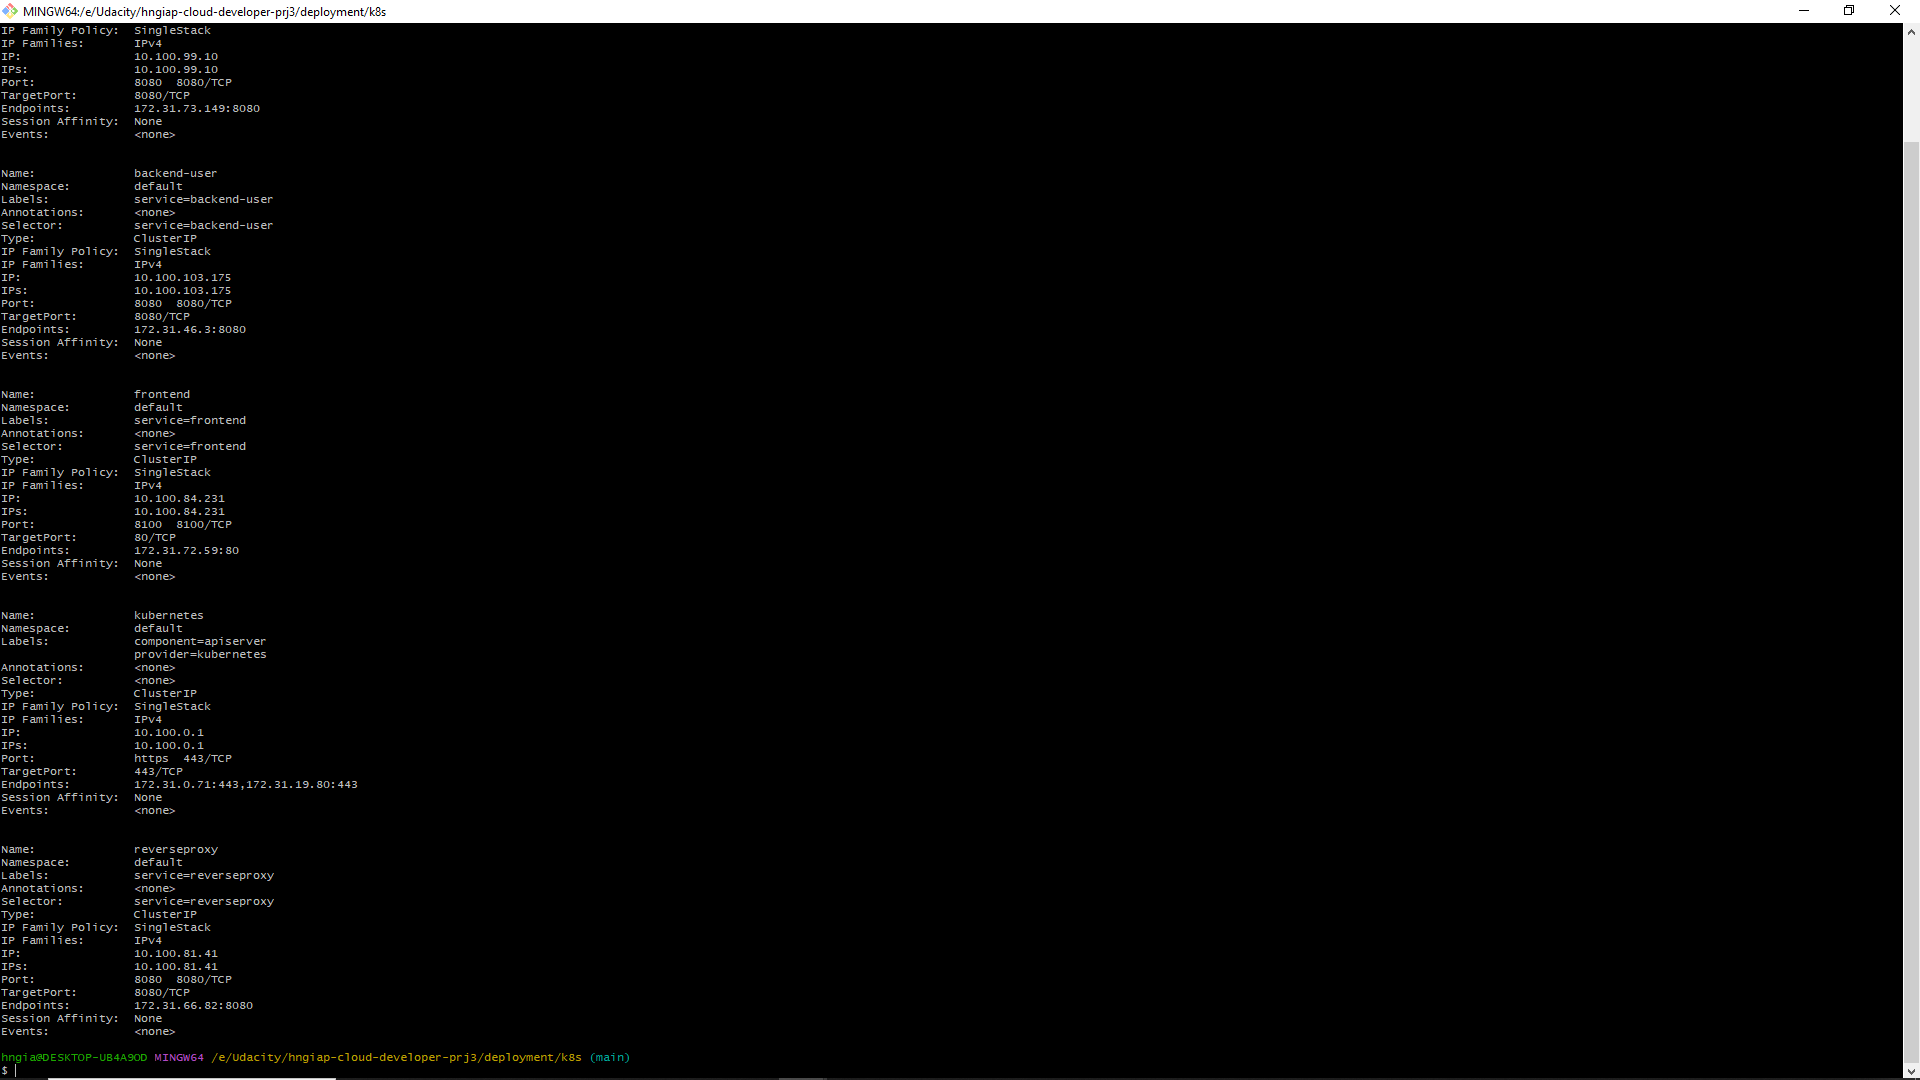 MINGW64:/e/Udacity/hngiap-cloud-developer-prj3/deployment/k8s
IP Family Policy:  SingleStack
IP Families:       IPv4
IP:                10.100.99.10
IPs:               10.100.99.10
Port:              8080  8080/TCP
TargetPort:        8080/TCP
Endpoints:         172.31.73.149:8080
Session Affinity:  None
Events:            <none>
Name:              backend-user
Namespace:         default
Labels:            service=backend-user
Annotations:       <none>
Selector:          service=backend-user
Type:              ClusterIP
IP Family Policy:  SingleStack
IP Families:       IPv4
IP:                10.100.103.175
IPs:               10.100.103.175
Port:              8080  8080/TCP
TargetPort:        8080/TCP
Endpoints:         172.31.46.3:8080
Session Affinity:  None
Events:            <none>
Name:              frontend
Namespace:         default
Labels:            service=frontend
Annotations:       <none>
Selector:          service=frontend
Type:              ClusterIP
IP Family Policy:  SingleStack
IP Families:       IPv4
IP:                10.100.84.231
IPs:               10.100.84.231
Port:              8100  8100/TCP
TargetPort:        80/TCP
Endpoints:         172.31.72.59:80
Session Affinity:  None
Events:            <none>
Name:              kubernetes
Namespace:         default
Labels:            component=apiserver
                   provider=kubernetes
Annotations:       <none>
Selector:          <none>
Type:              ClusterIP
IP Family Policy:  SingleStack
IP Families:       IPv4
IP:                10.100.0.1
IPs:               10.100.0.1
Port:              https  443/TCP
TargetPort:        443/TCP
Endpoints:         172.31.0.71:443,172.31.19.80:443
Session Affinity:  None
Events:            <none>
Name:              reverseproxy
Namespace:         default
Labels:            service=reverseproxy
Annotations:       <none>
Selector:          service=reverseproxy
Type:              ClusterIP
IP Family Policy:  SingleStack
IP Families:       IPv4
IP:                10.100.81.41
IPs:               10.100.81.41
Port:              8080  8080/TCP
TargetPort:        8080/TCP
Endpoints:         172.31.66.82:8080
Session Affinity:  None
Events:            <none>
hngia@DESKTOP-UB4A9OD MINGW64 /e/Udacity/hngiap-cloud-developer-prj3/deployment/k8s (main)
$